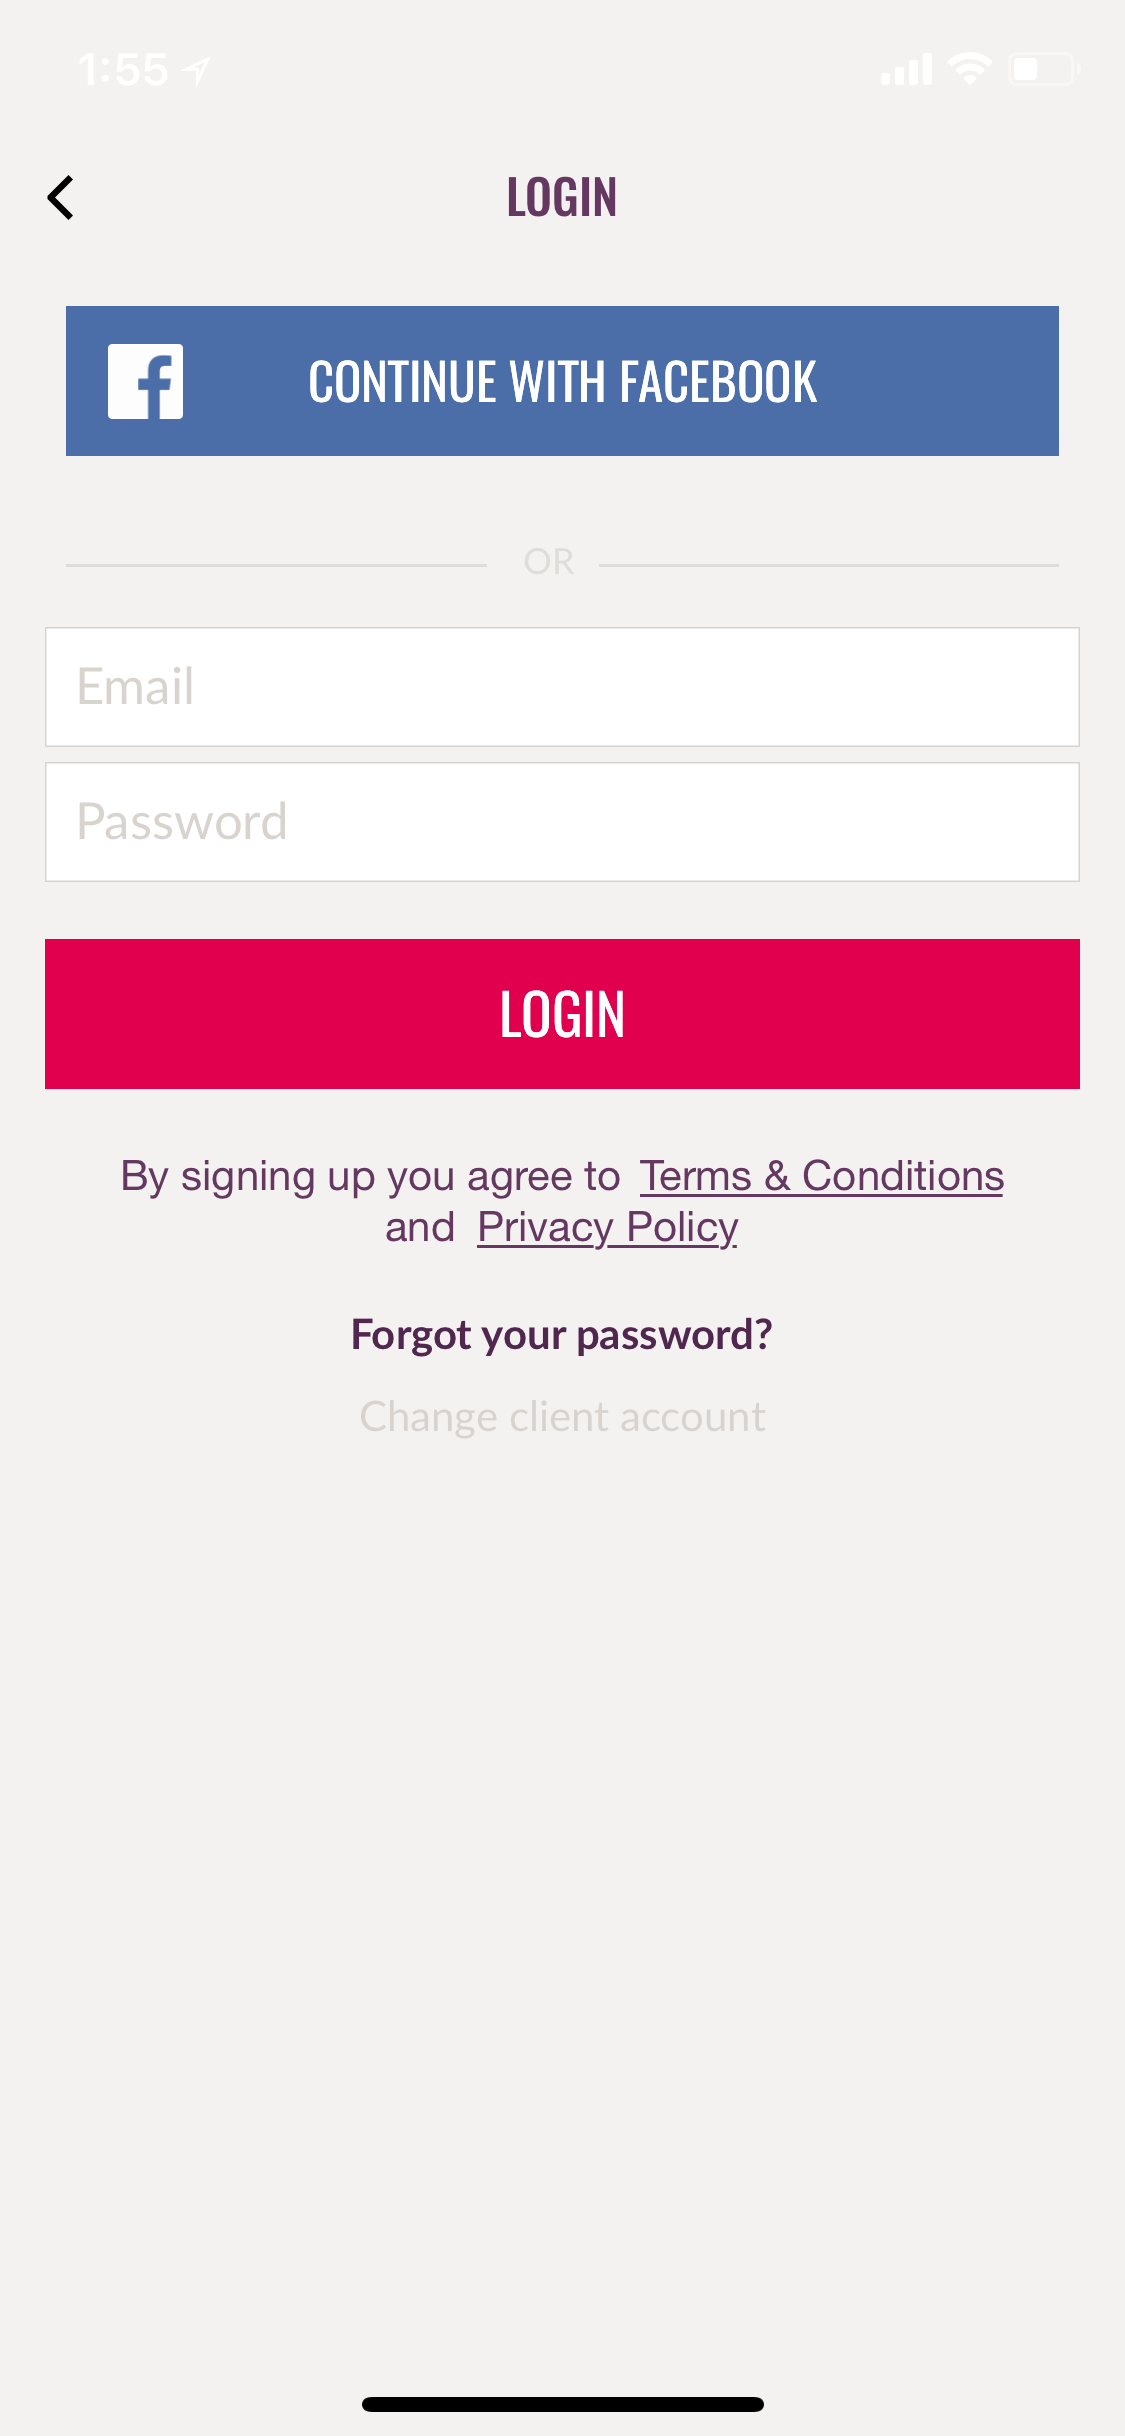 1:55
LOGIN
CONTINUE WITH FACEBOOK
OR
Email
Password
LOGIN
By signing up you agree to Terms & Conditions
and Privacy Policy
Forgot your password?
Change client account